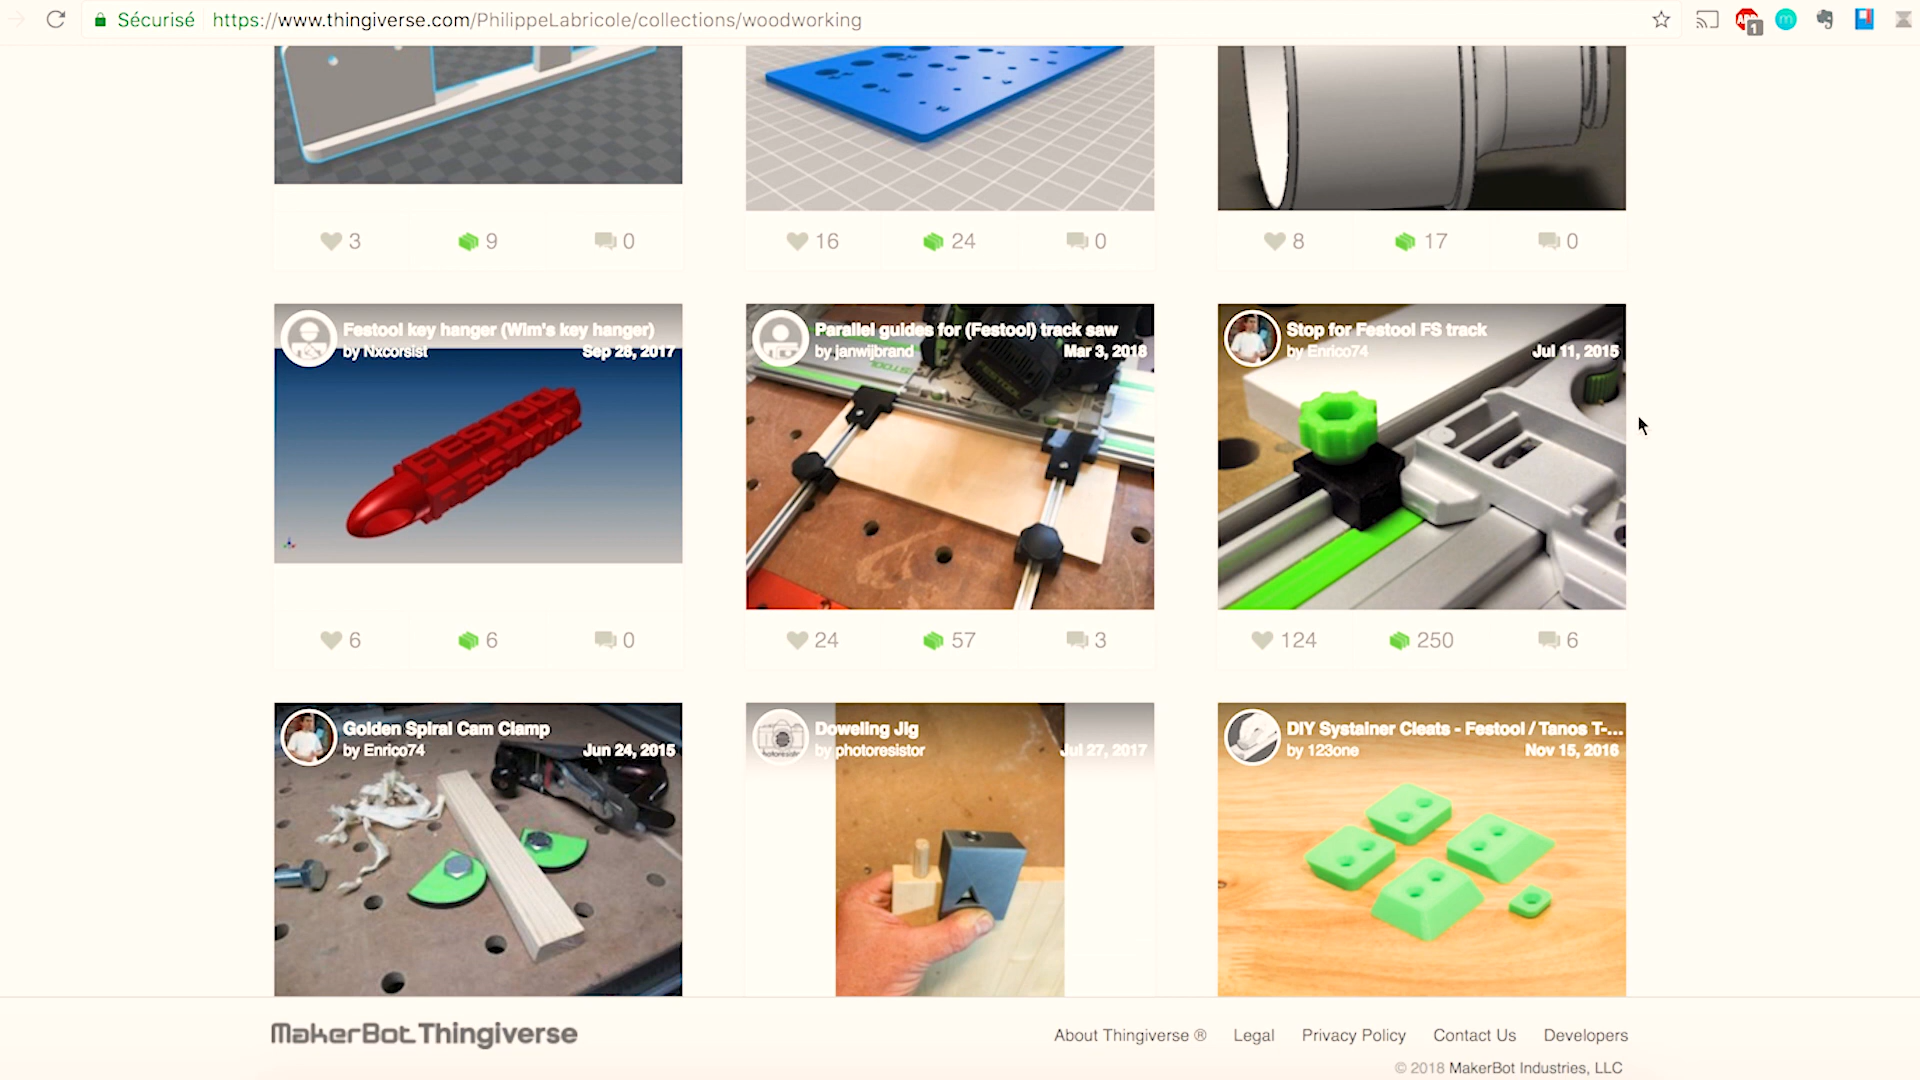 Sécurisé https://www.thingiverse.com/PhilippeLabricole/collections/woodworking
1
m
3 9 0
16 24 0
8 17 0
Festool key hanger (Wim's key hanger)
by Nxcorsist Sep 28, 2017
FESTOOL
Parallel guides for (Festool) track saw
by janwijbrand Mar 3, 2018
FESTOOL
Stop for Festool FS track
by Enrico74 Jul 11, 2015
6 6 0
24 57 3
124 250 6
Golden Spiral Cam Clamp
by Enrico74 Jun 24, 2015
Doweling Jig
by photoresistor Jul 27, 2017
DIY Systainer Cleats - Festool / Tanos T-...
by 123one Nov 15, 2016
MakerBot Thingiverse
About Thingiverse ® Legal Privacy Policy Contact Us Developers
© 2018 MakerBot Industries, LLC